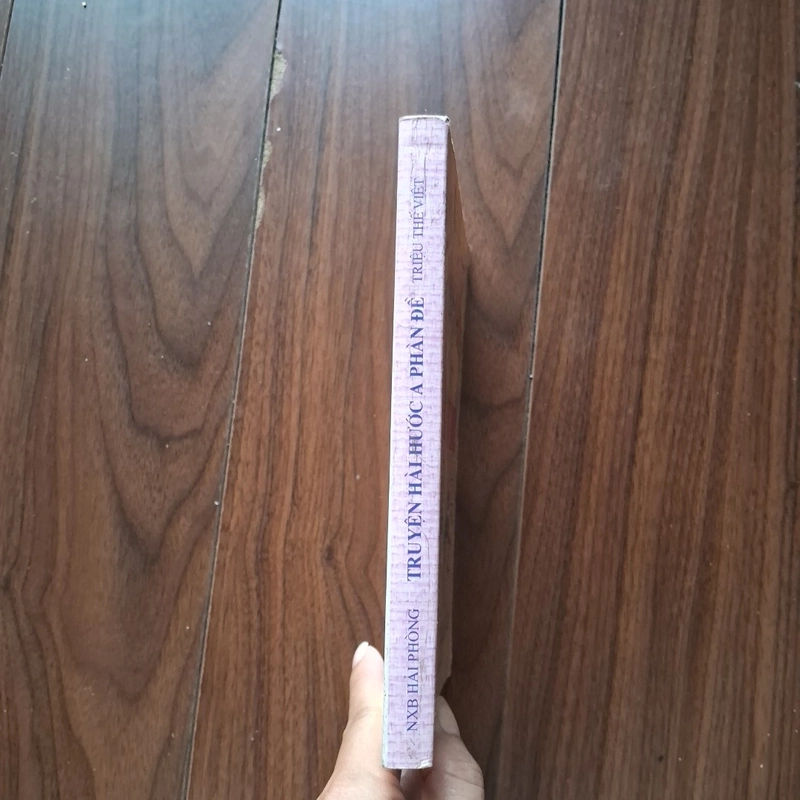 NXB HẢI PHÒNG TRUYỆN HÀI HƯỚC A PHÀN ĐỀ TRIỆU THẾ VIỆT